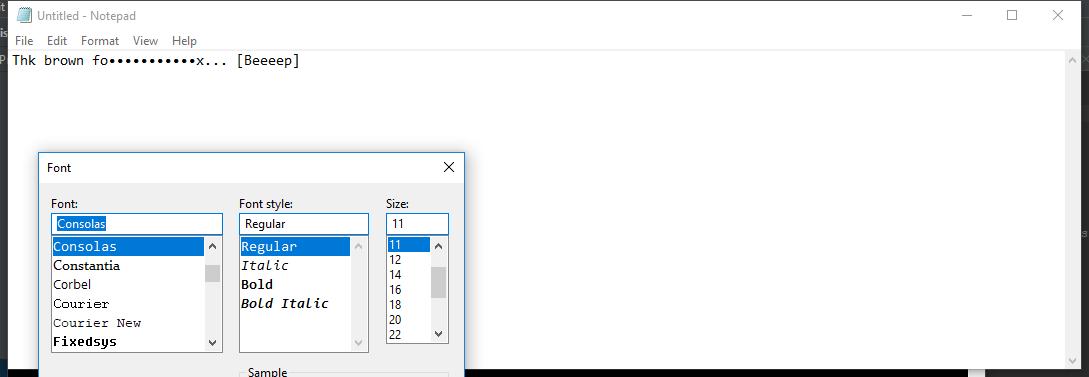 Untitled - Notepad
File Edit Format View Help
Thk brown fo•••••••••••x... [Beeeep]
Font
Font: Font style: Size:
Consolas Regular 11
Consolas Regular 11
Constantia Italic 12
Corbel Bold 14
Courier Bold Italic 16
Courier New 18
Fixedsys 20
22
Sample